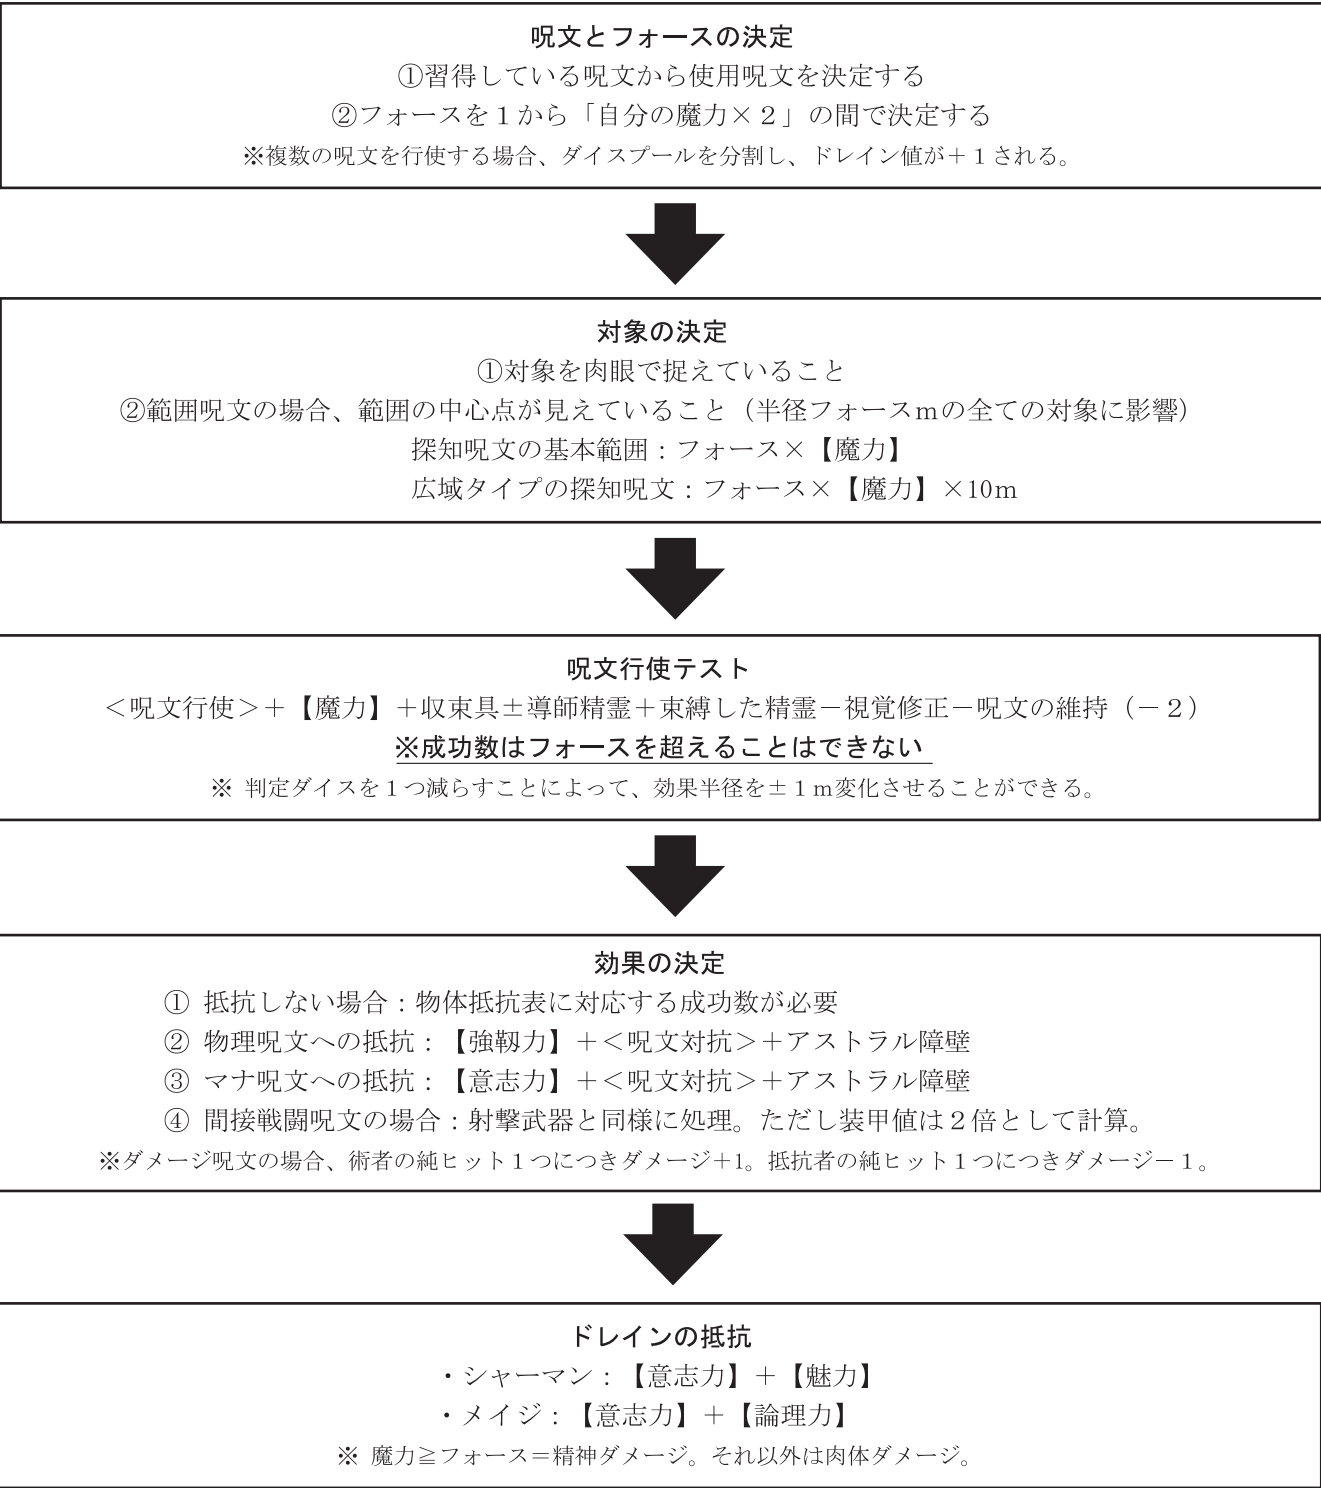 呪文とフォースの決定
①習得している呪文から使用呪文を決定する
②フォースを１から「自分の魔力×２」の間で決定する
※複数の呪文を行使する場合、ダイスプールを分割し、ドレイン値が＋１される。
対象の決定
①対象を肉眼で捉えていること
②範囲呪文の場合、範囲の中心点が見えていること（半径フォースｍの全ての対象に影響）
探知呪文の基本範囲：フォース×【魔力】
広域タイプの探知呪文：フォース×【魔力】×10ｍ
呪文行使テスト
＜呪文行使＞＋【魔力】＋収束具±導師精霊＋束縛した精霊－視覚修正－呪文の維持（－２）
※成功数はフォースを超えることはできない
※ 判定ダイスを１つ減らすことによって、効果半径を±１ｍ変化させることができる。
効果の決定
① 抵抗しない場合：物体抵抗表に対応する成功数が必要
② 物理呪文への抵抗：【強靱力】＋＜呪文対抗＞＋アストラル障壁
③ マナ呪文への抵抗：【意志力】＋＜呪文対抗＞＋アストラル障壁
④ 間接戦闘呪文の場合：射撃武器と同様に処理。ただし装甲値は２倍として計算。
※ダメージ呪文の場合、術者の純ヒット１つにつきダメージ＋1。抵抗者の純ヒット１つにつきダメージ－１。
ドレインの抵抗
・シャーマン：【意志力】＋【魅力】
・メイジ：【意志力】＋【論理力】
※ 魔力≧フォース＝精神ダメージ。それ以外は肉体ダメージ。